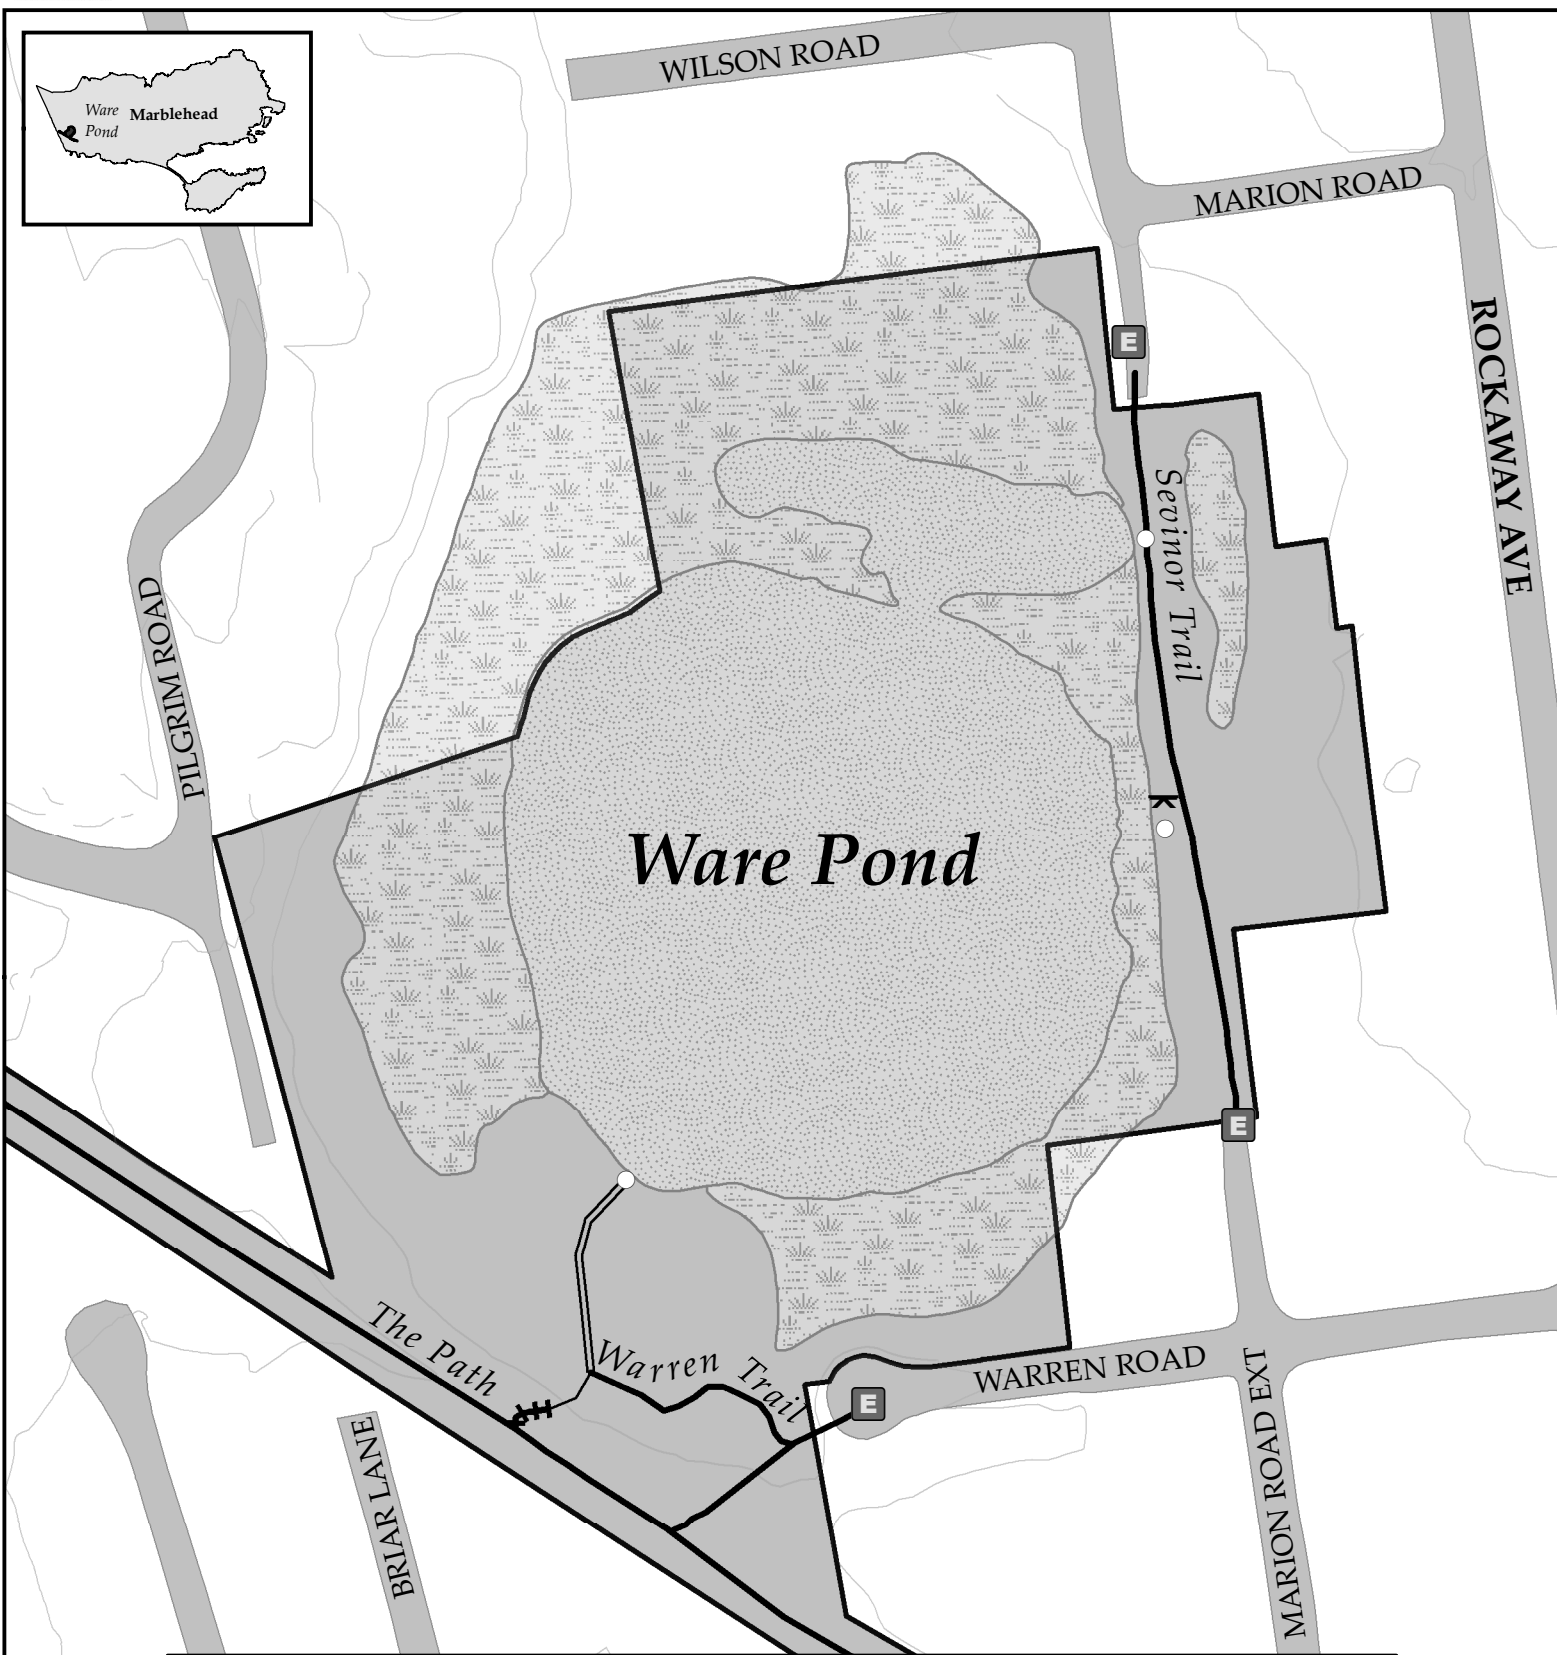 WILSON ROAD
Ware
Pond
Marblehead
MARION ROAD
E
ROCKAWAY AVE
Sevinor Trail
PILGRIM ROAD
Ware Pond
E
The Path
Warren Trail
WARREN ROAD
E
BRIAR LANE
MARION ROAD EXT